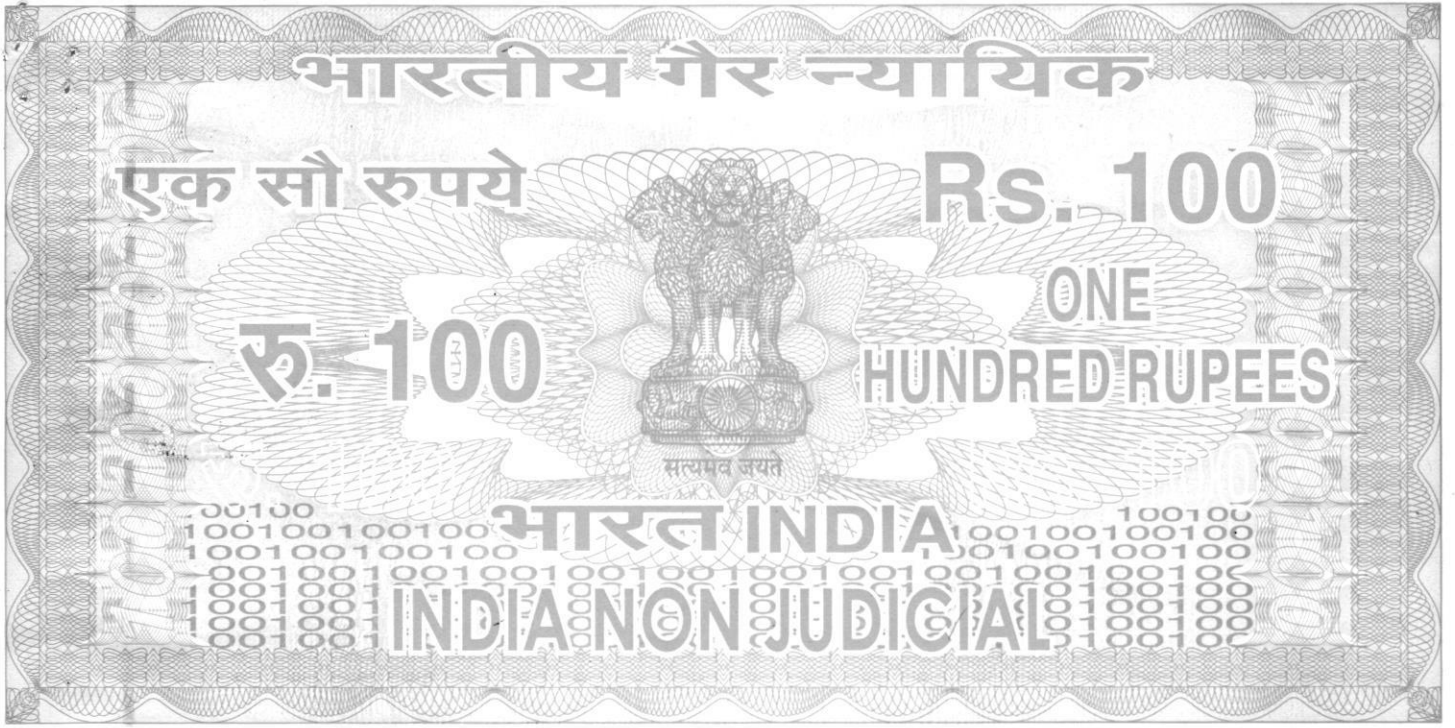 भारतीय गैर न्यायिक
एक सौ रुपये
Rs. 100
रु. 100
ONE
HUNDRED RUPEES
सत्यमेव जयते
भारत INDIA
INDIA NON JUDICIAL